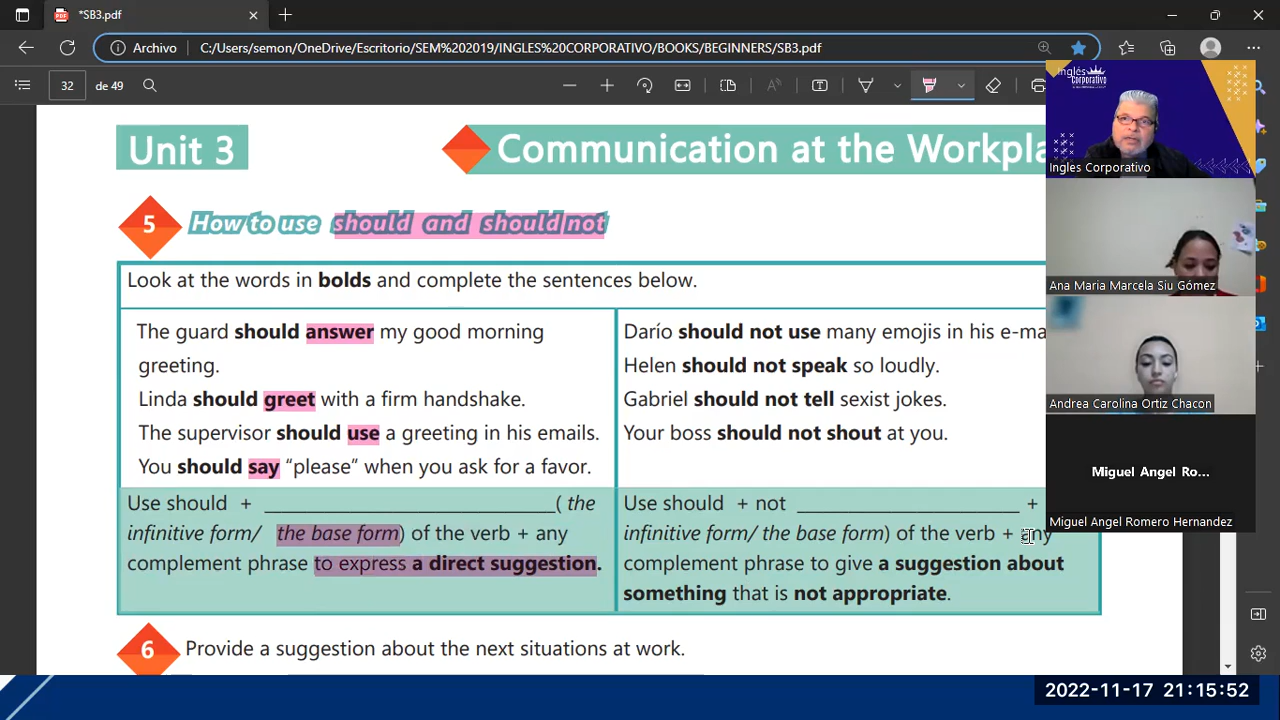 *SB3.pdf
Archivo C:/Users/semon/OneDrive/Escritorio/SEM%202019/INGLES%20CORPORATIVO/BOOKS/BEGINNERS/SB3.pdf
32 de 49
Inglés
Corporativo
Ingles Corporativo
Ana Maria Marcela Siu Gómez
Andrea Carolina Ortiz Chacon
Miguel Angel Ro...
Miguel Angel Romero Hernandez
Unit 3 Communication at the Workpla
5 How to use should and should not
Look at the words in bolds and complete the sentences below.
The guard should answer my good morning
greeting.
Linda should greet with a firm handshake.
The supervisor should use a greeting in his emails.
You should say “please” when you ask for a favor.
Darío should not use many emojis in his e-ma
Helen should not speak so loudly.
Gabriel should not tell sexist jokes.
Your boss should not shout at you.
Use should + ____________________________( the
infinitive form/ the base form) of the verb + any
complement phrase to express a direct suggestion.
Use should + not _____________________ +
infinitive form/ the base form) of the verb + any
complement phrase to give a suggestion about
something that is not appropriate.
6 Provide a suggestion about the next situations at work.
2022-11-17 21:15:52